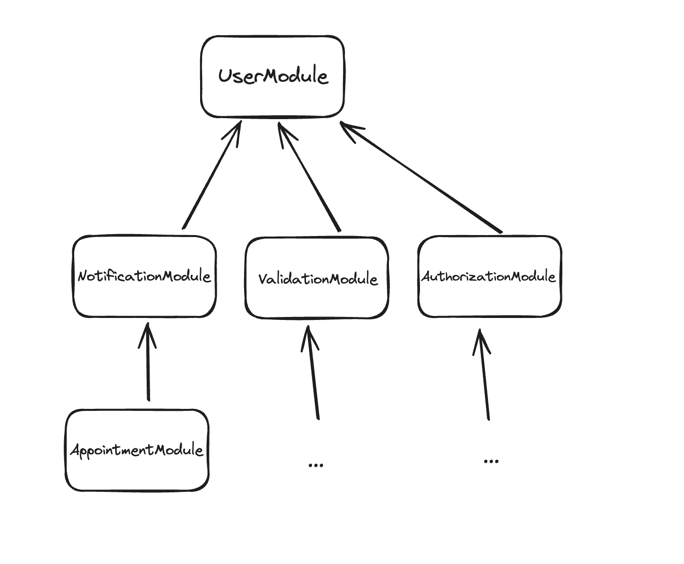 UserModule
NotificationModule
ValidationModule
AuthorizationModule
AppointmentModule
...
...